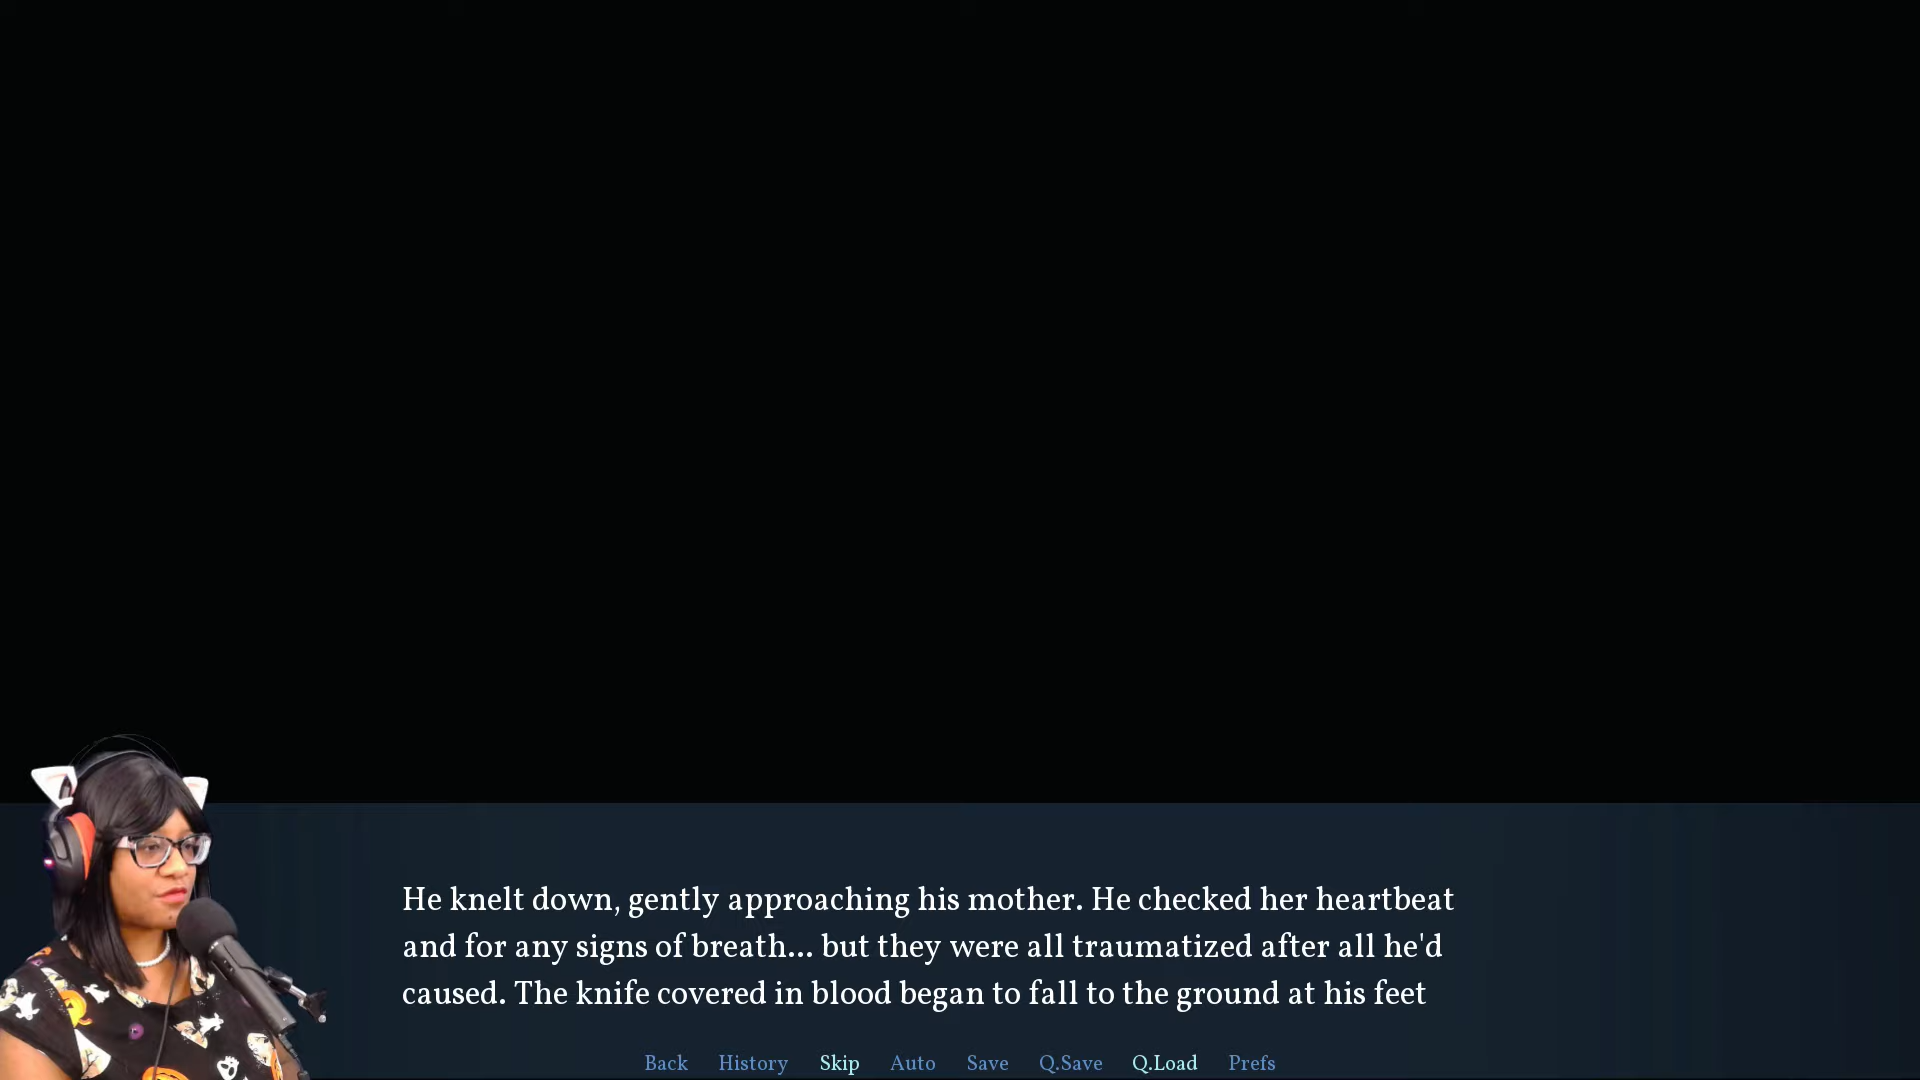 He knelt down, gently approaching his mother. He checked her heartbeat
and for any signs of breath... but they were all traumatized after all he'd
caused. The knife covered in blood began to fall to the ground at his feet
Back History Skip Auto Save Q.Save Q.Load Prefs